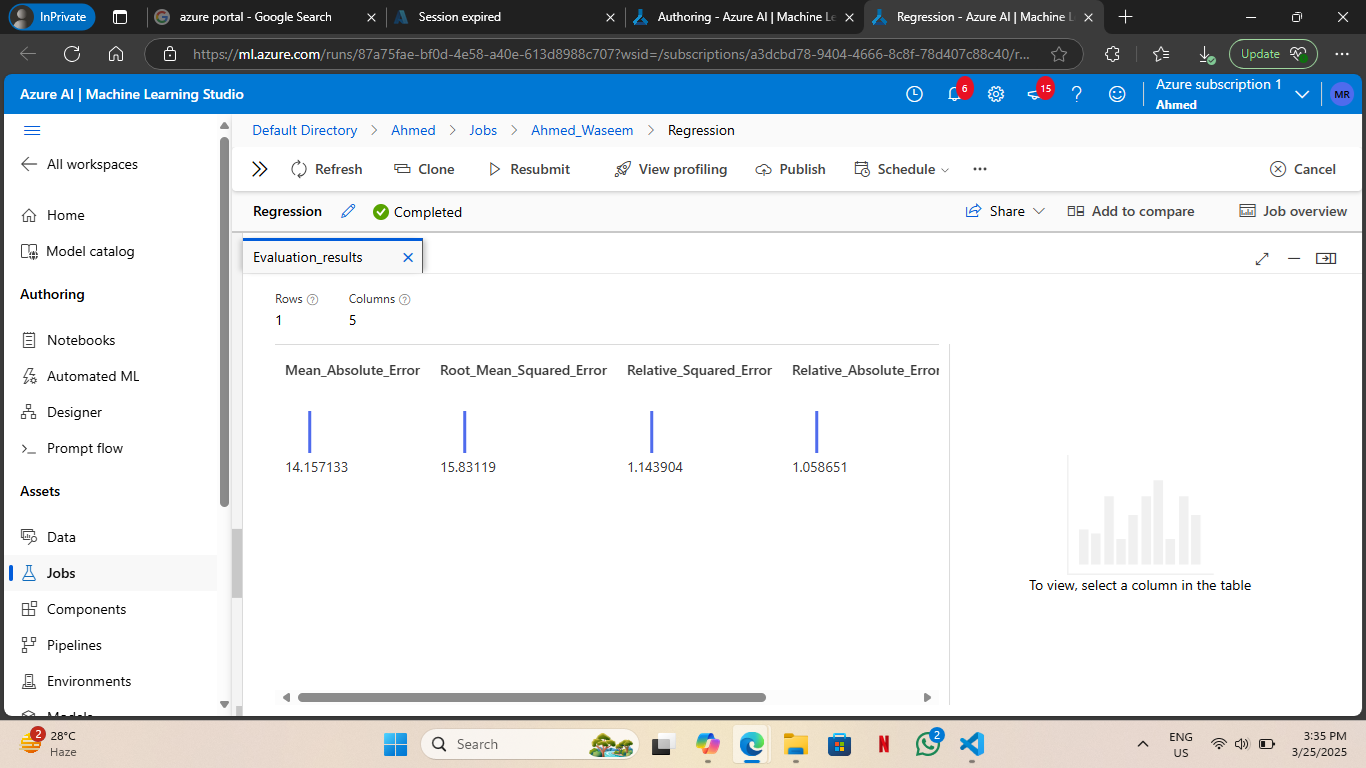 InPrivate
azure portal - Google Search
Session expired
Authoring - Azure AI | Machine Le
Regression - Azure AI | Machine L
https://ml.azure.com/runs/87a75fae-bf0d-4e58-a40e-613d8988c707?wsid=/subscriptions/a3dcbd78-9404-4666-8c8f-78d407c88c40/r...
Update
Azure AI | Machine Learning Studio
6
15
?
Azure subscription 1
Ahmed
MR
All workspaces
Home
Model catalog
Authoring
Notebooks
Automated ML
Designer
Prompt flow
Assets
Data
Jobs
Components
Pipelines
Environments
Models
Default Directory > Ahmed > Jobs > Ahmed_Waseem > Regression
Refresh Clone Resubmit View profiling Publish Schedule ... Cancel
Regression Completed Share Add to compare Job overview
Evaluation_results
Rows Columns
1 5
Mean_Absolute_Error Root_Mean_Squared_Error Relative_Squared_Error Relative_Absolute_Error
14.157133 15.83119 1.143904 1.058651
To view, select a column in the table
2
28°C
Haze
Search
N
2
ENG
US
3:35 PM
3/25/2025